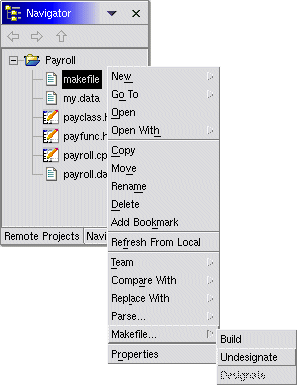 Navigator
Payroll
makefile
my.data
payclass.h
payfunc.h
payroll.cp
payroll.da
Remote Projects
Navi
New
Go To
Open
Open With
Copy
Move
Rename
Delete
Add Bookmark
Refresh From Local
Team
Compare With
Replace With
Parse...
Makefile...
Properties
Build
Undesignate
Designate